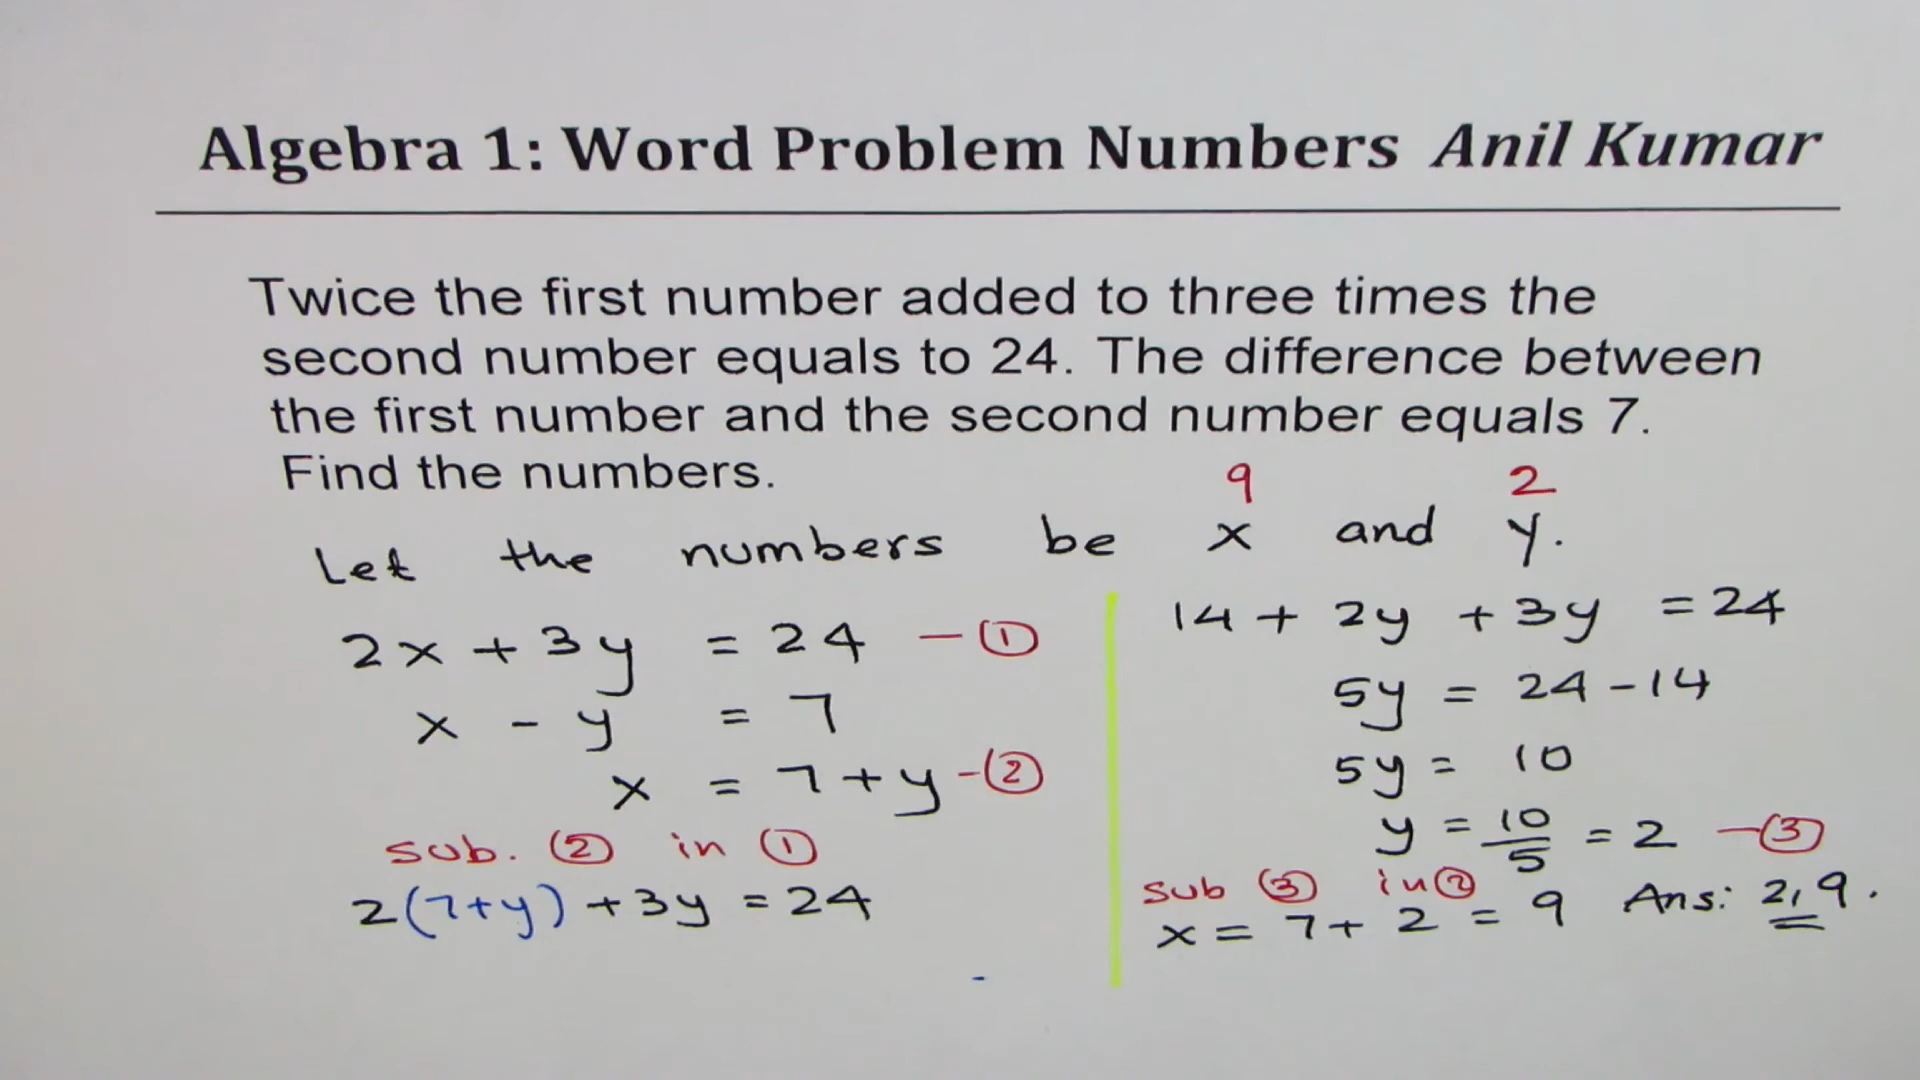 Algebra 1: Word Problem Numbers Anil Kumar
Twice the first number added to three times the
second number equals to 24. The difference between
the first number and the second number equals 7.
Find the numbers.
9 2
Let the numbers be x and y.
2x + 3y = 24 — ①
x - y = 7
x = 7 + y - ②
sub. ② in ①
2(7+y) + 3y = 24
14 + 2y + 3y = 24
5y = 24 - 14
5y = 10
y = 10/5 = 2 — ③
sub ③ in ②
x = 7 + 2 = 9 Ans: 2, 9.